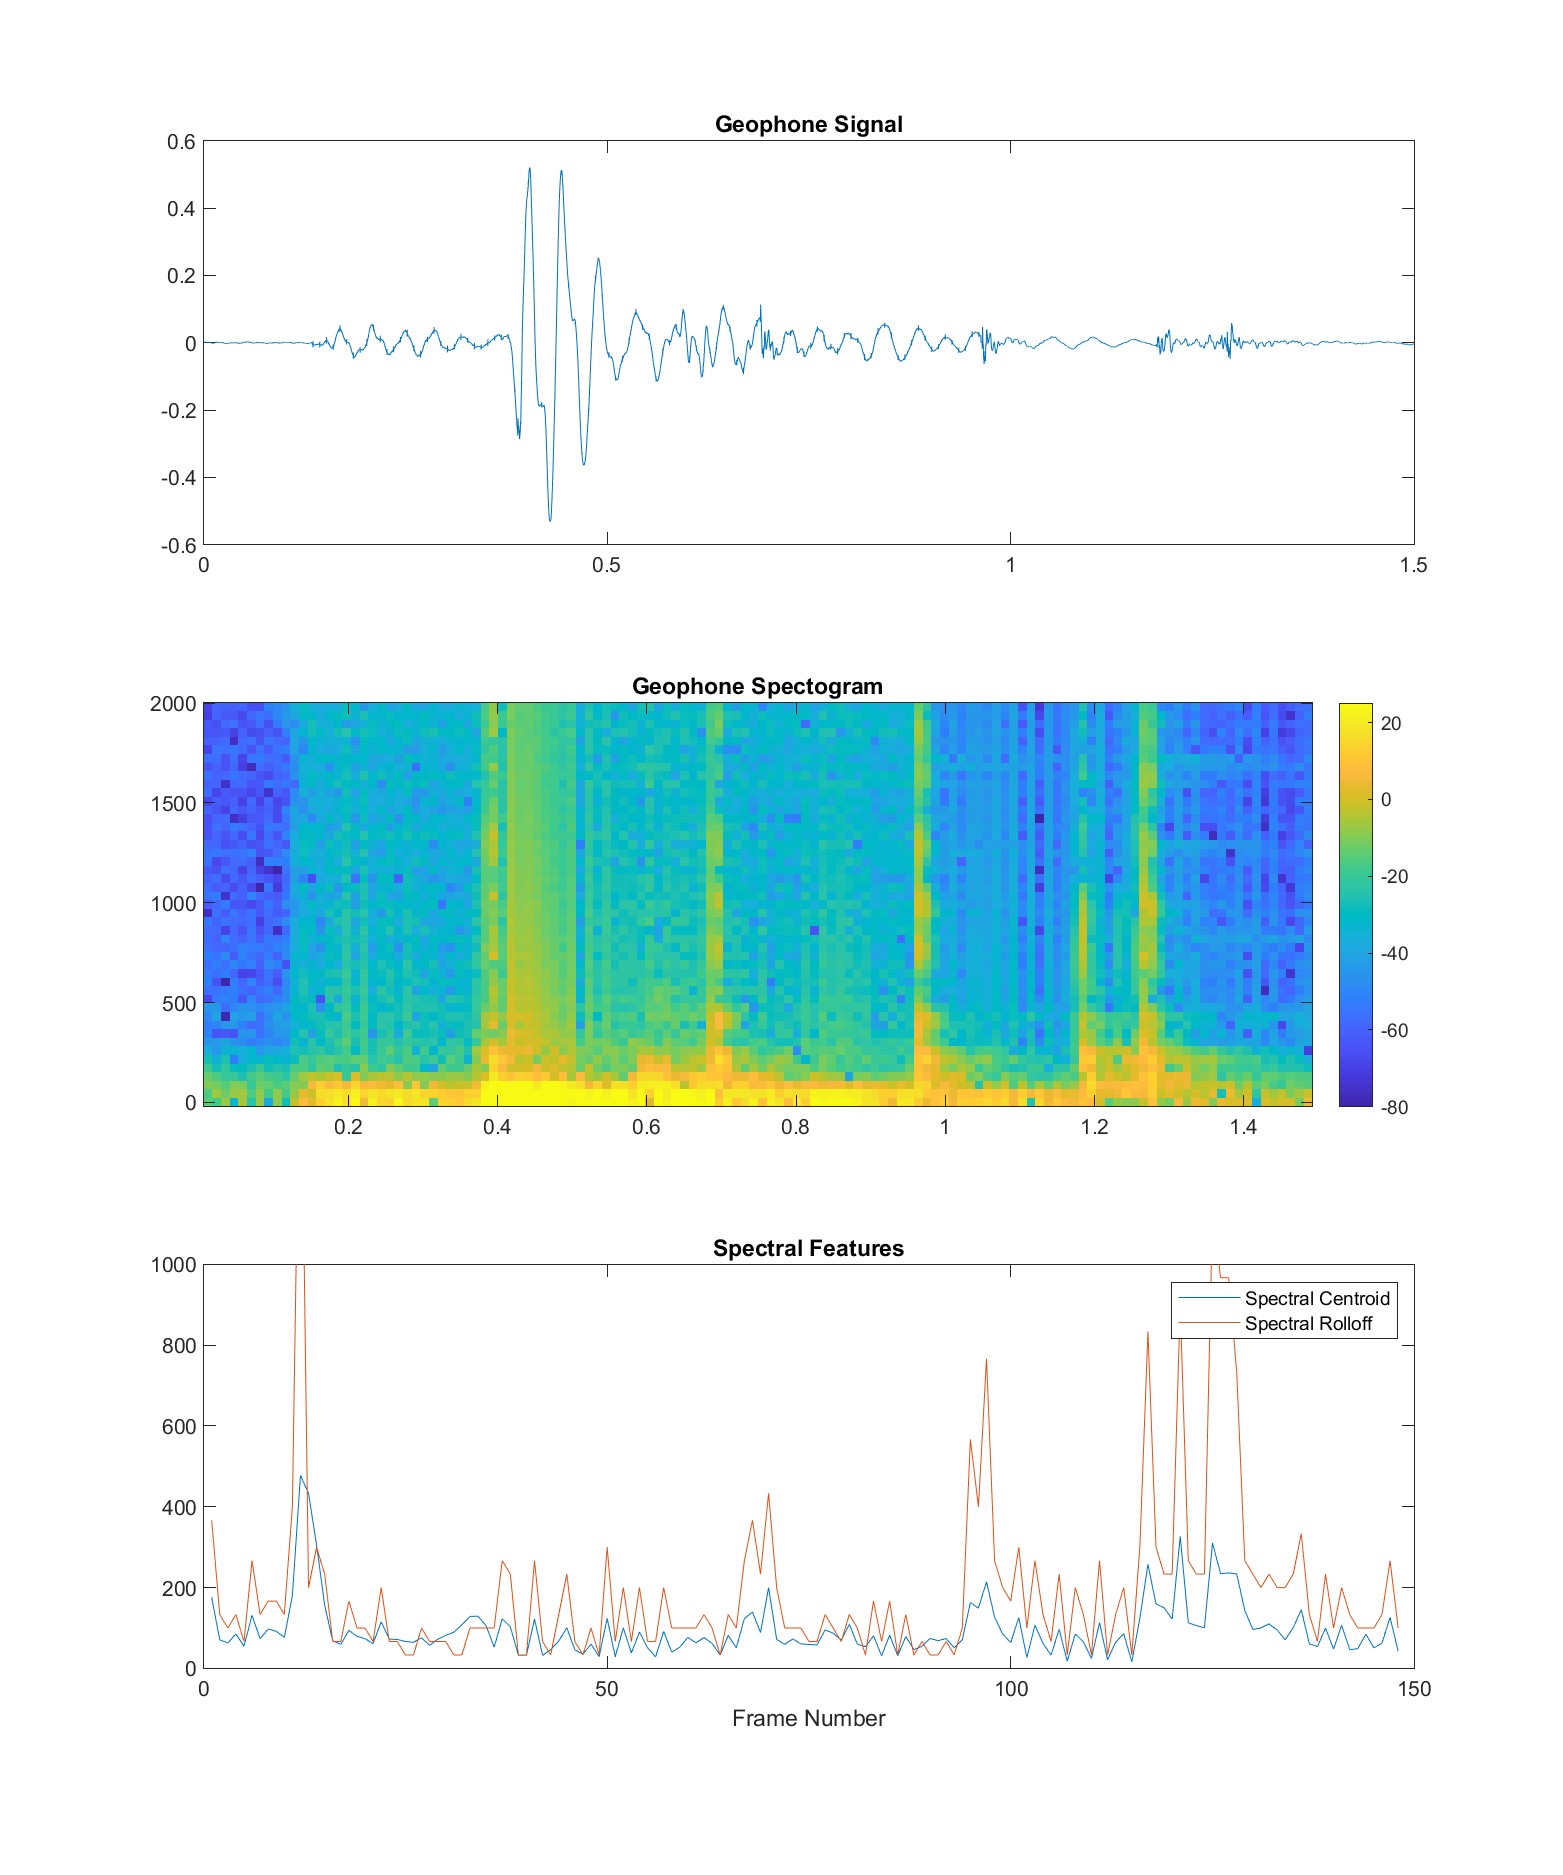 Geophone Signal
0.6
0.4
0.2
0
-0.2
-0.4
-0.6
0 0.5 1 1.5
Geophone Spectogram
2000
1500
1000
500
0
20
0
-20
-40
-60
-80
0.2 0.4 0.6 0.8 1 1.2 1.4
Spectral Features
1000
800
600
400
200
0
Spectral Centroid
Spectral Rolloff
0 50 100 150
Frame Number